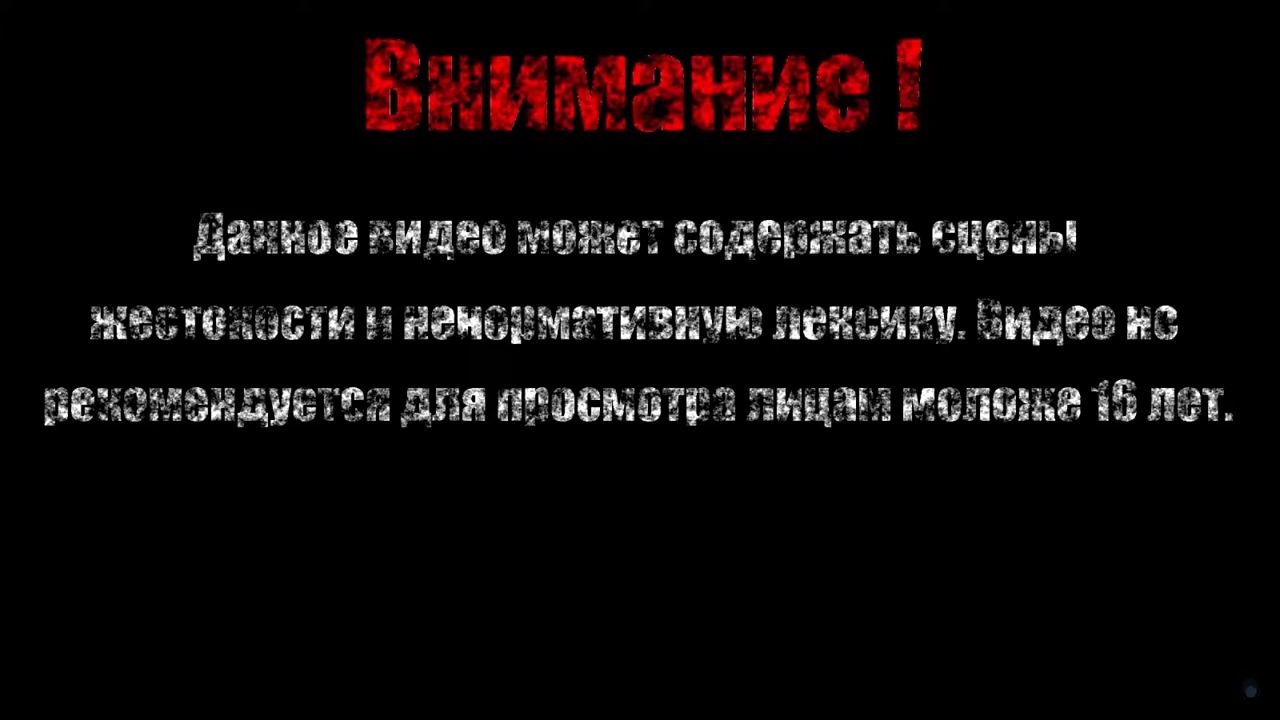 Внимание !
Данное видео может содержать сцены
жестокости и ненормативную лексику. Видео не
рекомендуется для просмотра лицам моложе 16 лет.